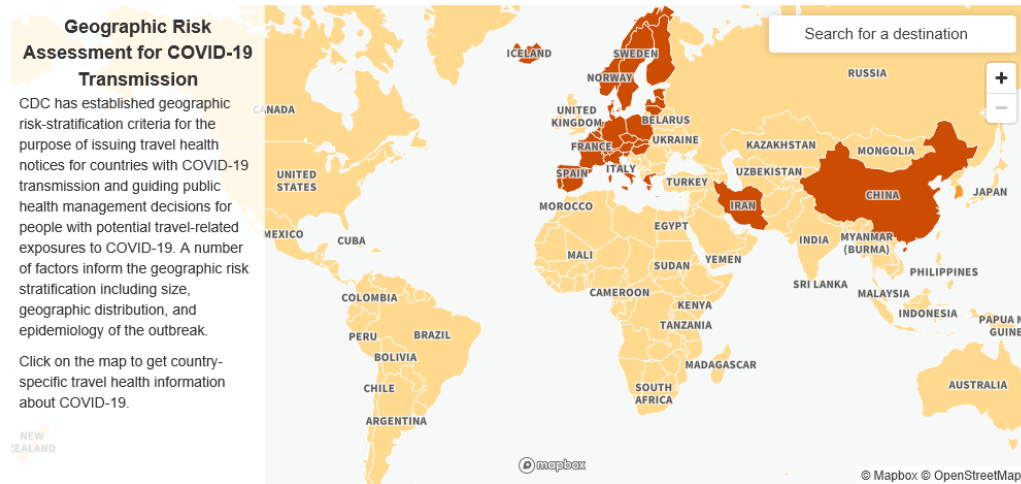 Geographic Risk
Assessment for COVID-19
Transmission
CDC has established geographic
risk-stratification criteria for the
purpose of issuing travel health
notices for countries with COVID-19
transmission and guiding public
health management decisions for
people with potential travel-related
exposures to COVID-19. A number
of factors inform the geographic risk
stratification including size,
geographic distribution, and
epidemiology of the outbreak.
Click on the map to get country-
specific travel health information
about COVID-19.
Search for a destination
+
−
ICELAND
SWEDEN
NORWAY
RUSSIA
CANADA
UNITED
KINGDOM
BELARUS
UKRAINE
FRANCE
KAZAKHSTAN
MONGOLIA
UNITED
STATES
SPAIN
ITALY
UZBEKISTAN
TURKEY
CHINA
JAPAN
MOROCCO
IRAN
MEXICO
CUBA
EGYPT
INDIA
MYANMAR
(BURMA)
MALI
SUDAN
YEMEN
PHILIPPINES
SRI LANKA
MALAYSIA
COLOMBIA
CAMEROON
KENYA
INDONESIA
PAPUA N
GUINE
PERU
BRAZIL
TANZANIA
BOLIVIA
MADAGASCAR
CHILE
SOUTH
AFRICA
AUSTRALIA
ARGENTINA
NEW
ZEALAND
mapbox
© Mapbox © OpenStreetMap